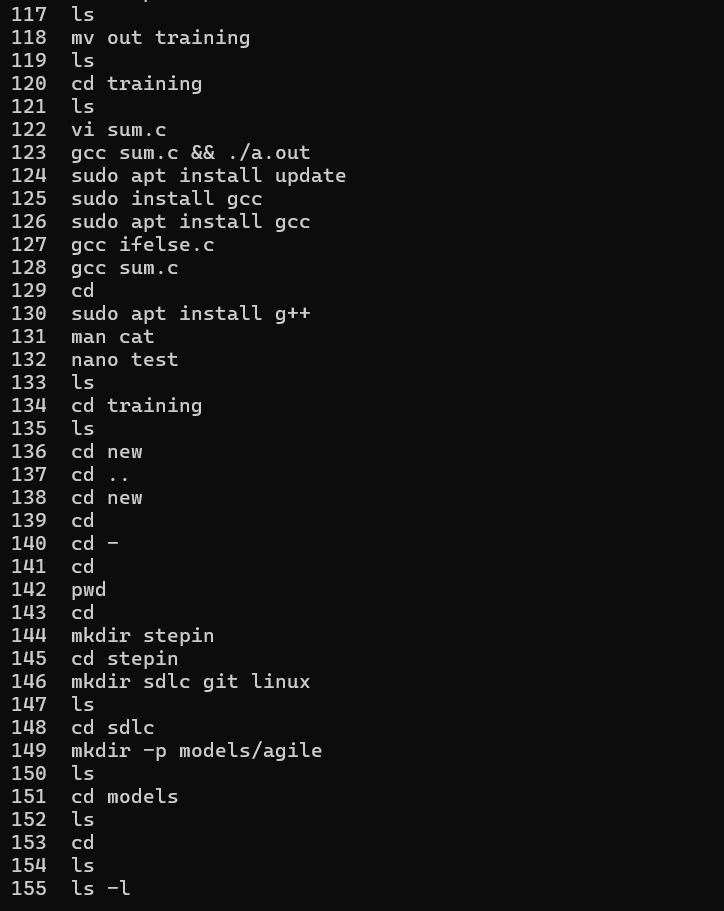 117 ls
118 mv out training
119 ls
120 cd training
121 ls
122 vi sum.c
123 gcc sum.c && ./a.out
124 sudo apt install update
125 sudo install gcc
126 sudo apt install gcc
127 gcc ifelse.c
128 gcc sum.c
129 cd
130 sudo apt install g++
131 man cat
132 nano test
133 ls
134 cd training
135 ls
136 cd new
137 cd ..
138 cd new
139 cd
140 cd -
141 cd
142 pwd
143 cd
144 mkdir stepin
145 cd stepin
146 mkdir sdlc git linux
147 ls
148 cd sdlc
149 mkdir -p models/agile
150 ls
151 cd models
152 ls
153 cd
154 ls
155 ls -l